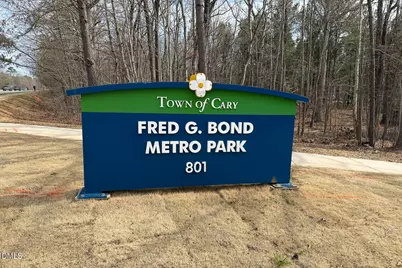 Town of Cary
FRED G. BOND
METRO PARK
801